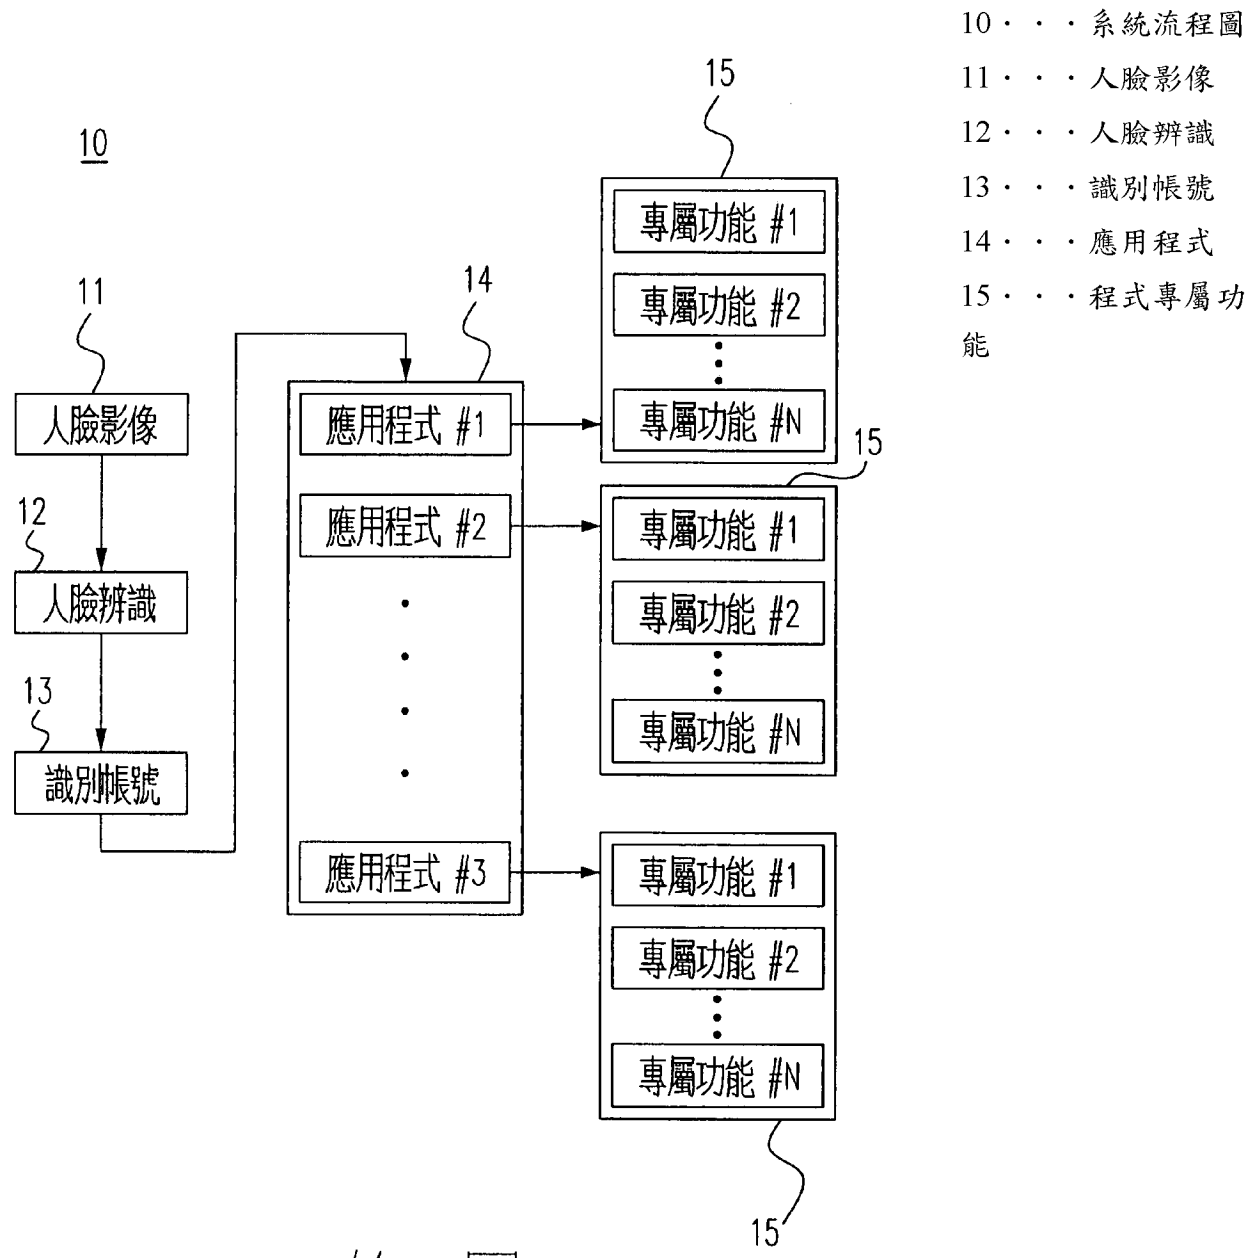 10・・・系統流程圖
11・・・人臉影像
12・・・人臉辨識
13・・・識別帳號
14・・・應用程式
15・・・程式專屬功
能
10
11
人臉影像
12
人臉辨識
13
識別帳號
14
應用程式 #1
應用程式 #2
應用程式 #3
15
專屬功能 #1
專屬功能 #2
專屬功能 #N
15
專屬功能 #1
專屬功能 #2
專屬功能 #N
專屬功能 #1
專屬功能 #2
專屬功能 #N
15